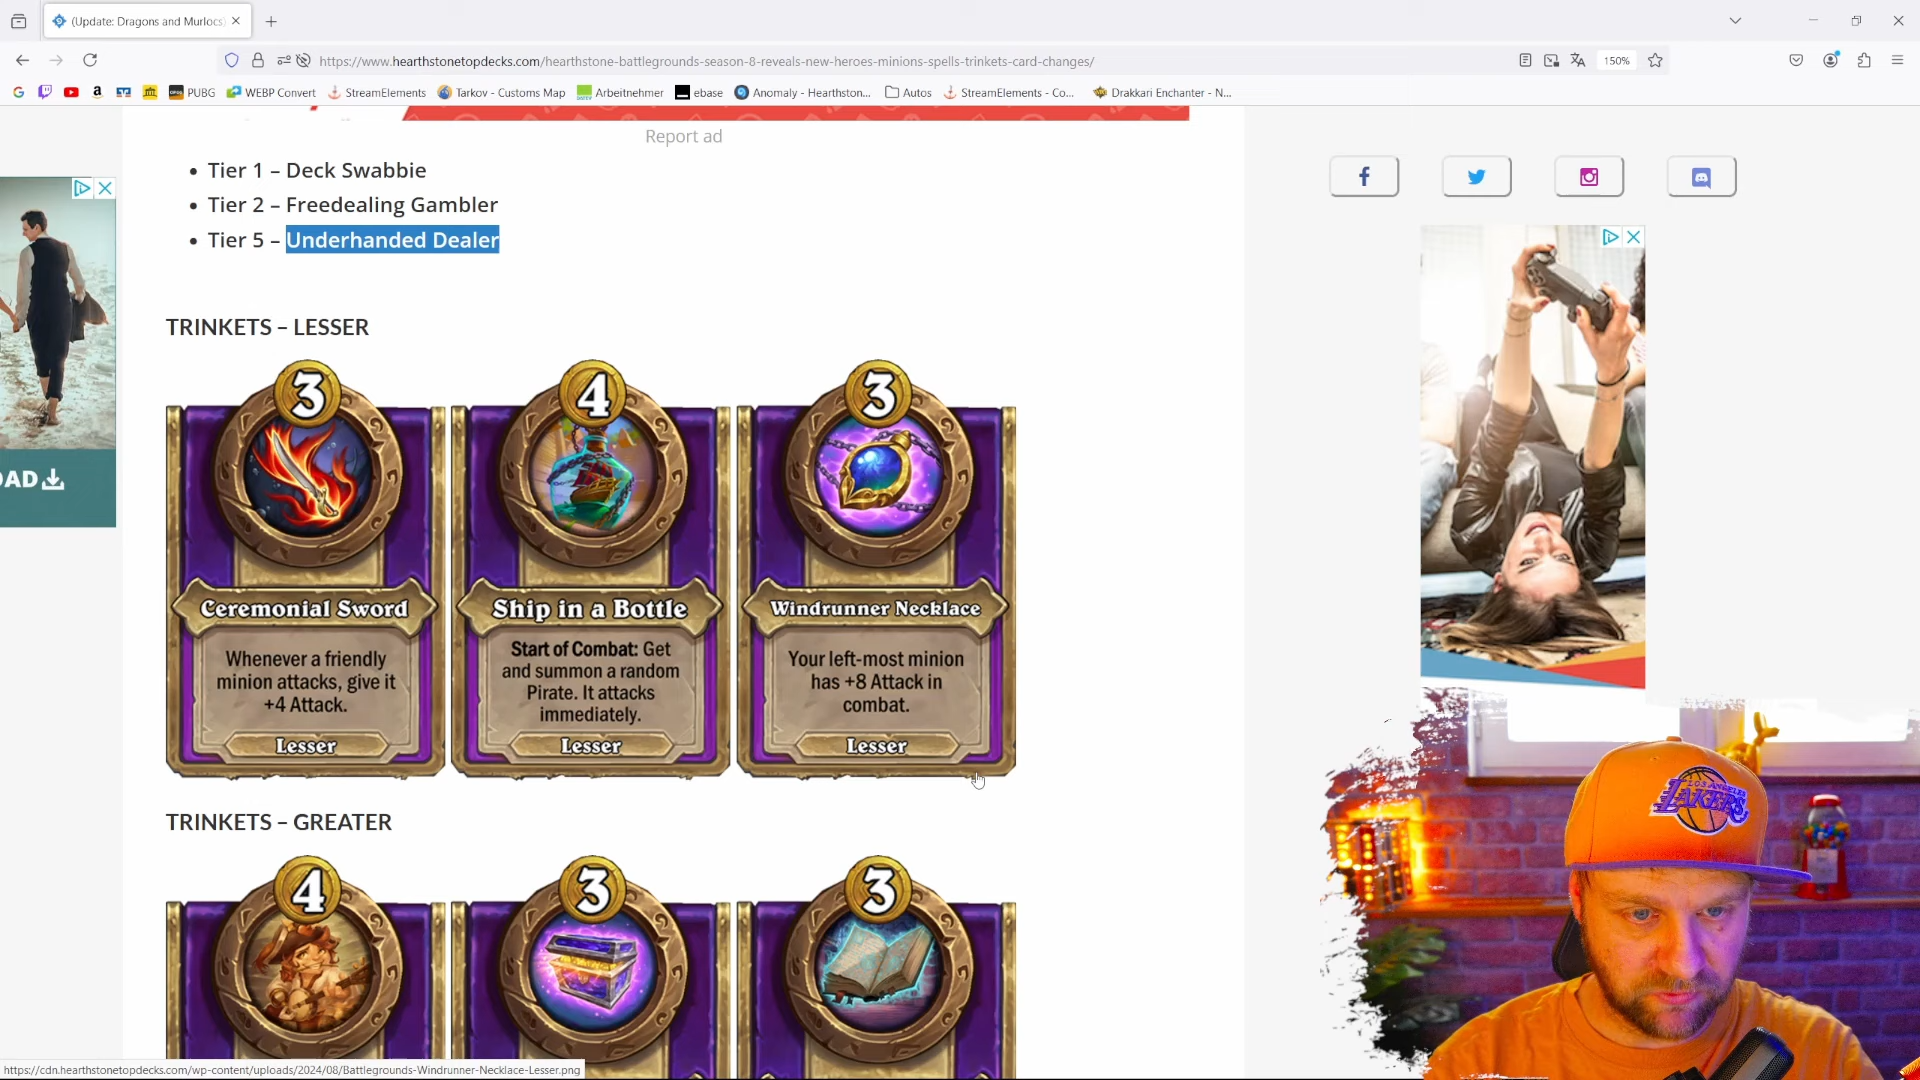 (Update: Dragons and Murlocs)
https://www.hearthstonetopdecks.com/hearthstone-battlegrounds-season-8-reveals-new-heroes-minions-spells-trinkets-card-changes/
150%
PUBG
WEBP Convert
StreamElements
Tarkov - Customs Map
Arbeitnehmer
ebase
Anomaly - Hearthston...
Autos
StreamElements - Co...
Drakkari Enchanter - N...
Report ad
• Tier 1 – Deck Swabbie
• Tier 2 – Freedealing Gambler
• Tier 5 – Underhanded Dealer
TRINKETS – LESSER
3
4
3
Ceremonial Sword
Ship in a Bottle
Windrunner Necklace
Whenever a friendly
minion attacks, give it
+4 Attack.
Start of Combat: Get
and summon a random
Pirate. It attacks
immediately.
Your left-most minion
has +8 Attack in
combat.
Lesser
Lesser
Lesser
TRINKETS – GREATER
4
3
3
OAD
LOS ANGELES
LAKERS
https://cdn.hearthstonetopdecks.com/wp-content/uploads/2024/08/Battlegrounds-Windrunner-Necklace-Lesser.png